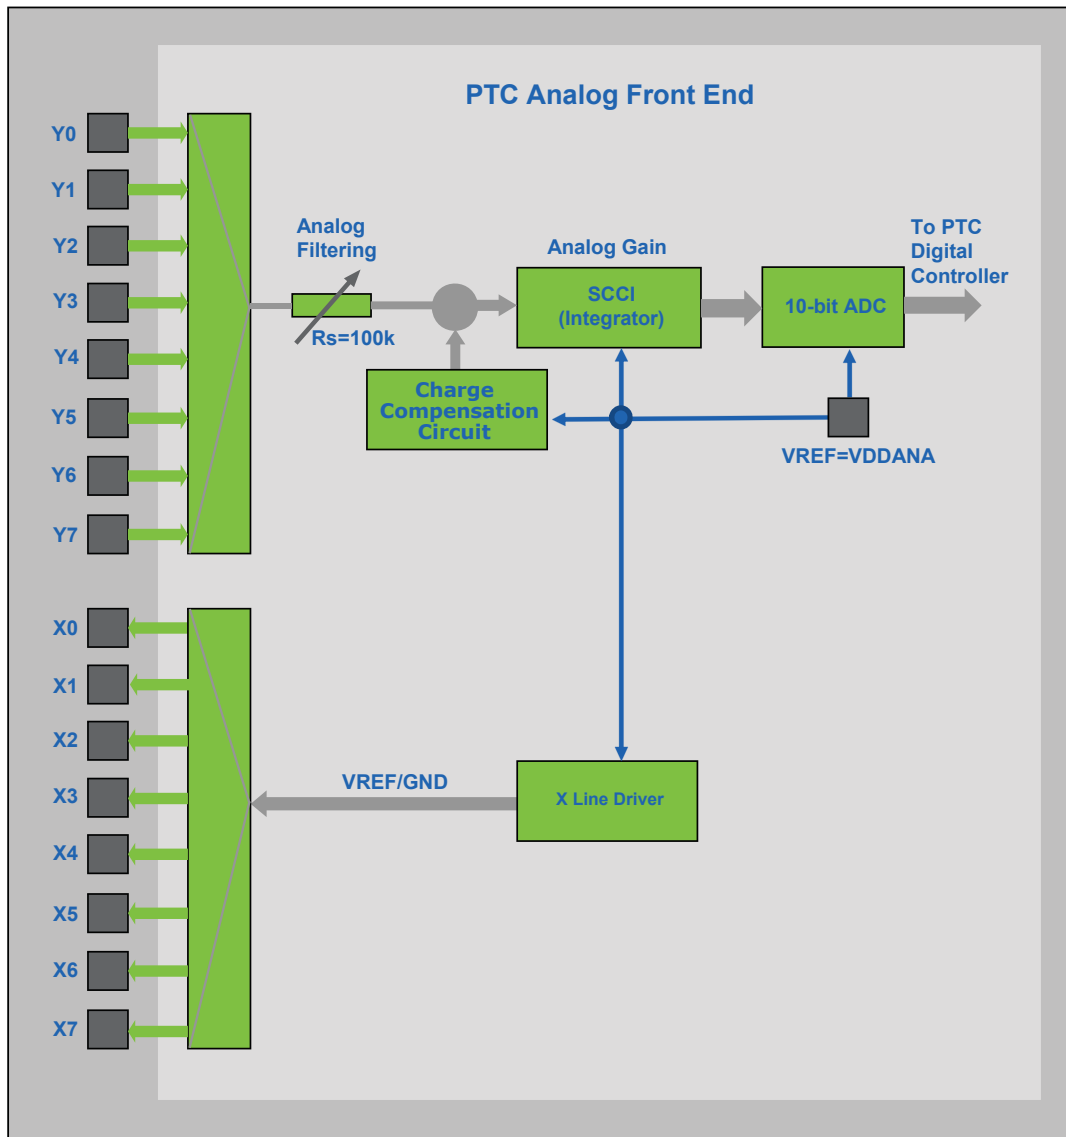 PTC Analog Front End
Y0
Y1
Y2
Y3
Y4
Y5
Y6
Y7
Analog
Filtering
Rs=100k
Analog Gain
SCCI
(Integrator)
10-bit ADC
To PTC
Digital
Controller
Charge
Compensation
Circuit
VREF=VDDANA
X0
X1
X2
X3
X4
X5
X6
X7
VREF/GND
X Line Driver